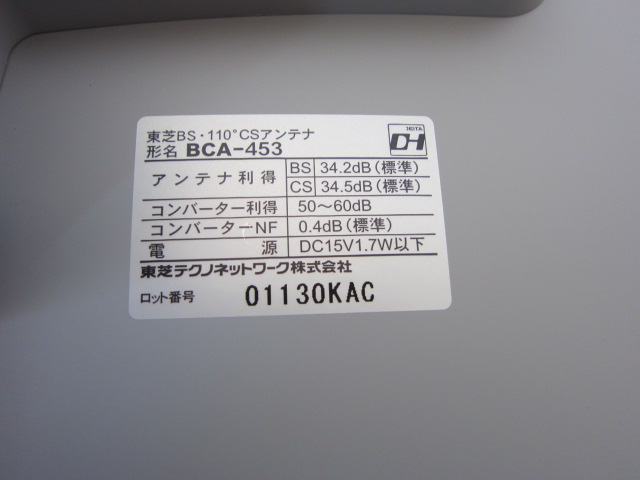 東芝BS・110°CSアンテナ
形名 BCA-453
JEITA
DH
アンテナ利得 BS 34.2dB(標準)
CS 34.5dB(標準)
コンバーター利得 50～60dB
コンバーターNF 0.4dB(標準)
電源 DC15V1.7W以下
東芝テクノネットワーク株式会社
ロット番号 01130KAC